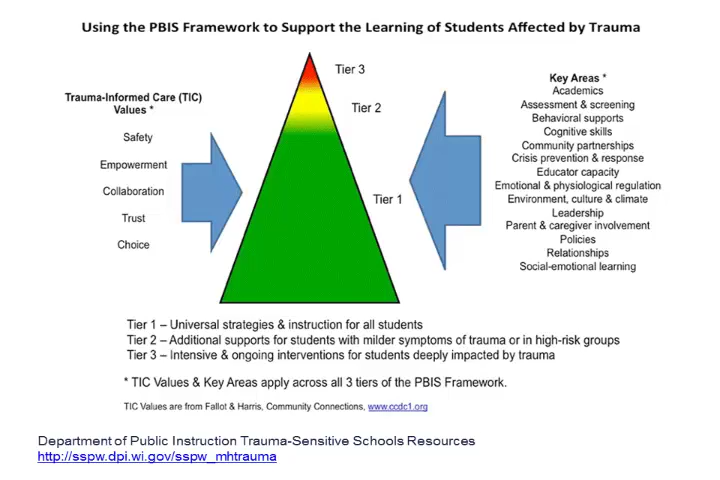 Using the PBIS Framework to Support the Learning of Students Affected by Trauma
Trauma-Informed Care (TIC)
Values *
Safety
Empowerment
Collaboration
Trust
Choice
Tier 3
Tier 2
Tier 1
Key Areas *
Academics
Assessment & screening
Behavioral supports
Cognitive skills
Community partnerships
Crisis prevention & response
Educator capacity
Emotional & physiological regulation
Environment, culture & climate
Leadership
Parent & caregiver involvement
Policies
Relationships
Social-emotional learning
Tier 1 – Universal strategies & instruction for all students
Tier 2 – Additional supports for students with milder symptoms of trauma or in high-risk groups
Tier 3 – Intensive & ongoing interventions for students deeply impacted by trauma
* TIC Values & Key Areas apply across all 3 tiers of the PBIS Framework.
TIC Values are from Fallot & Harris, Community Connections, www.ccdc1.org
Department of Public Instruction Trauma-Sensitive Schools Resources
http://sspw.dpi.wi.gov/sspw_mhtrauma